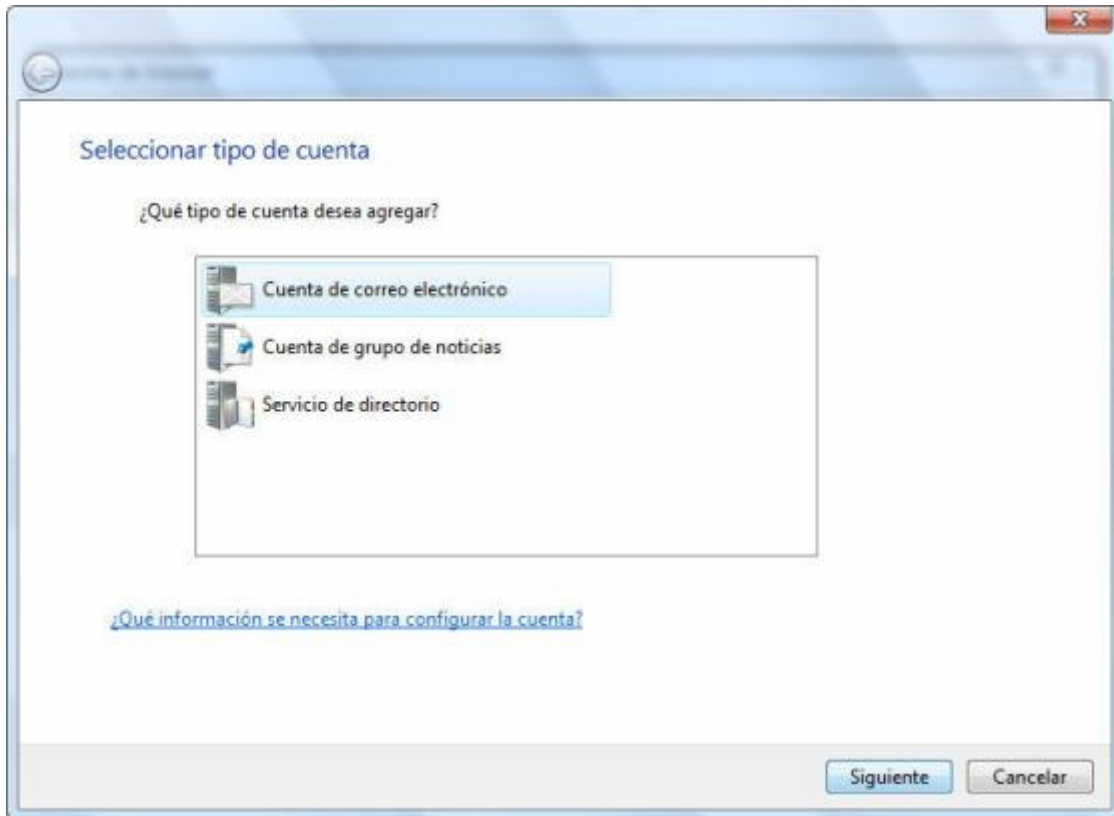 Seleccionar tipo de cuenta
¿Qué tipo de cuenta desea agregar?
Cuenta de correo electrónico
Cuenta de grupo de noticias
Servicio de directorio
¿Qué información se necesita para configurar la cuenta?
Siguiente
Cancelar